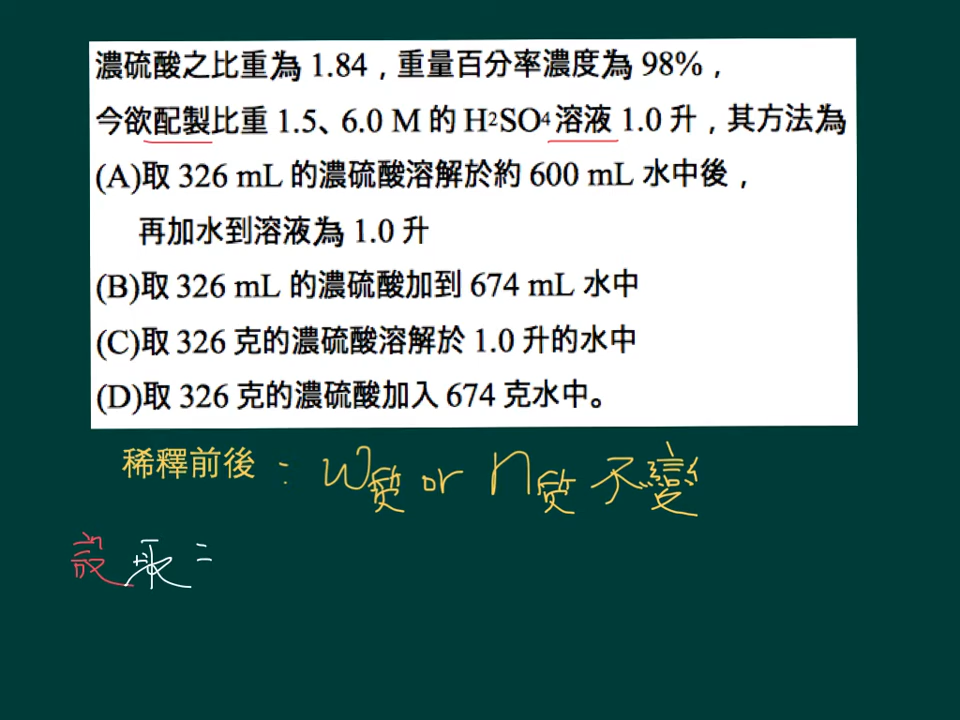 濃硫酸之比重為 1.84，重量百分率濃度為 98%，
今欲配製比重 1.5、6.0 M 的 H2SO4 溶液 1.0 升，其方法為
(A)取 326 mL 的濃硫酸溶解於約 600 mL 水中後，
再加水到溶液為 1.0 升
(B)取 326 mL 的濃硫酸加到 674 mL 水中
(C)取 326 克的濃硫酸溶解於 1.0 升的水中
(D)取 326 克的濃硫酸加入 674 克水中。
稀釋前後：W質 or n質 不變
設取